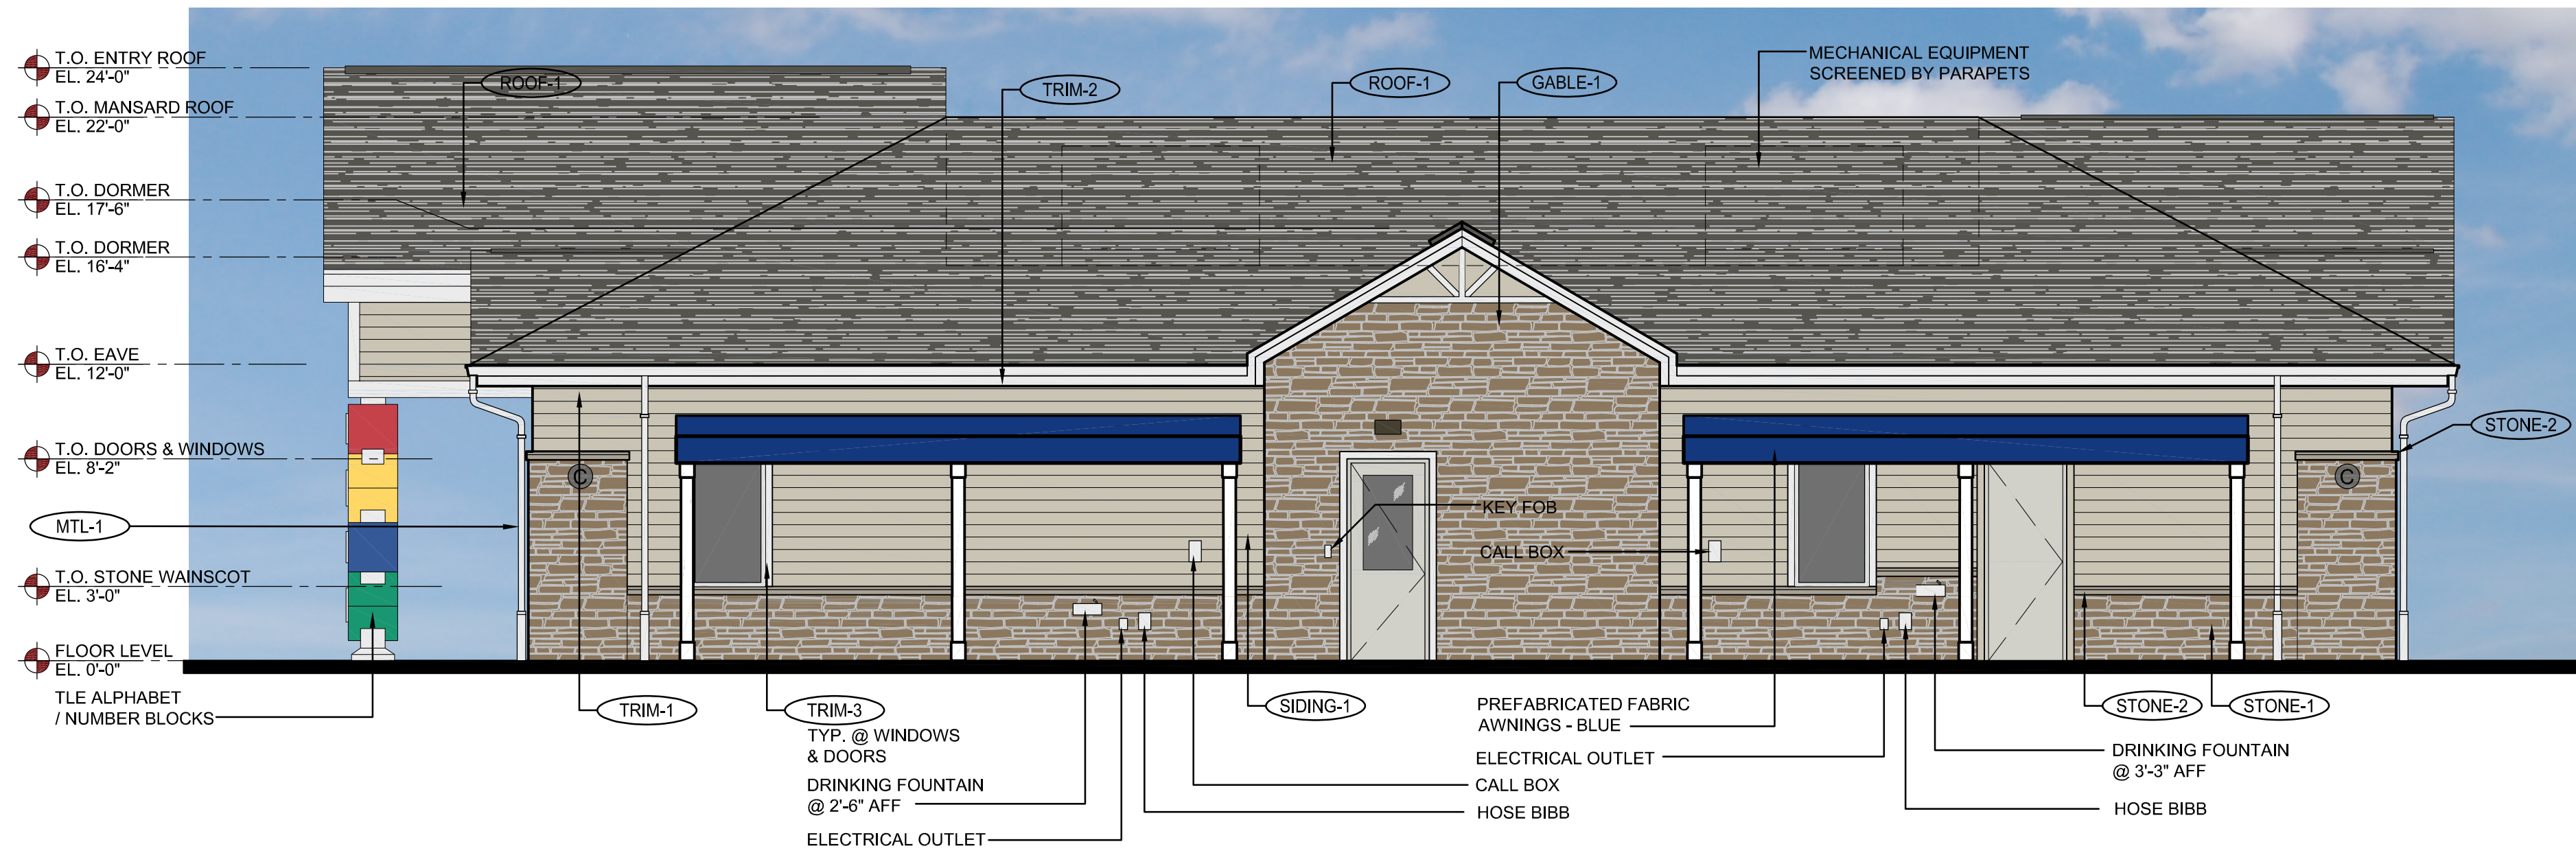 T.O. ENTRY ROOF
EL. 24'-0"
T.O. MANSARD ROOF
EL. 22'-0"
T.O. DORMER
EL. 17'-6"
T.O. DORMER
EL. 16'-4"
T.O. EAVE
EL. 12'-0"
T.O. DOORS & WINDOWS
EL. 8'-2"
MTL-1
T.O. STONE WAINSCOT
EL. 3'-0"
FLOOR LEVEL
EL. 0'-0"
TLE ALPHABET
/ NUMBER BLOCKS
ROOF-1
TRIM-2
ROOF-1
GABLE-1
MECHANICAL EQUIPMENT
SCREENED BY PARAPETS
STONE-2
C
C
KEY FOB
CALL BOX
TRIM-1
TRIM-3
TYP. @ WINDOWS
& DOORS
DRINKING FOUNTAIN
@ 2'-6" AFF
ELECTRICAL OUTLET
SIDING-1
CALL BOX
HOSE BIBB
PREFABRICATED FABRIC
AWNINGS - BLUE
ELECTRICAL OUTLET
STONE-2
STONE-1
DRINKING FOUNTAIN
@ 3'-3" AFF
HOSE BIBB